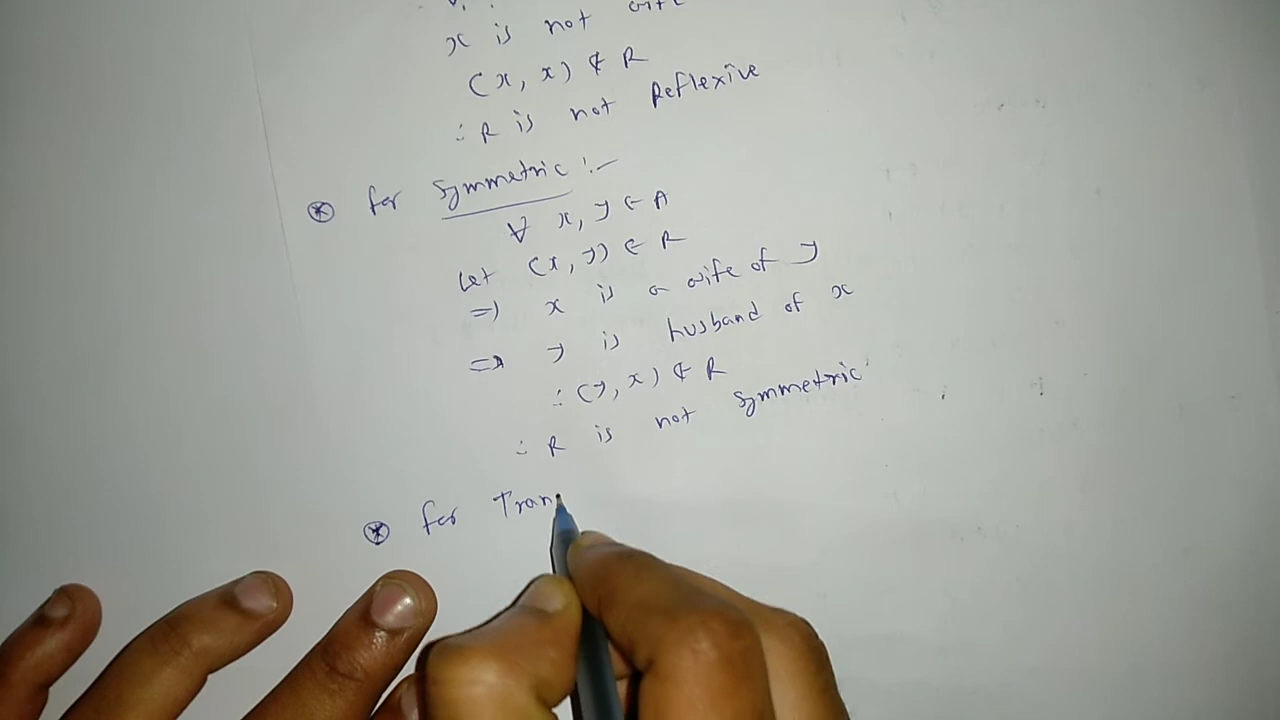 x is not
(x, x) ∉ R
∴ R is not Reflexive
⊛ for Symmetric :-
∀ x, y ∈ A
Let (x, y) ∈ R
=) x is a wife of y
=> y is husband of x
∴ (y, x) ∉ R
∴ R is not Symmetric
⊛ for Tran